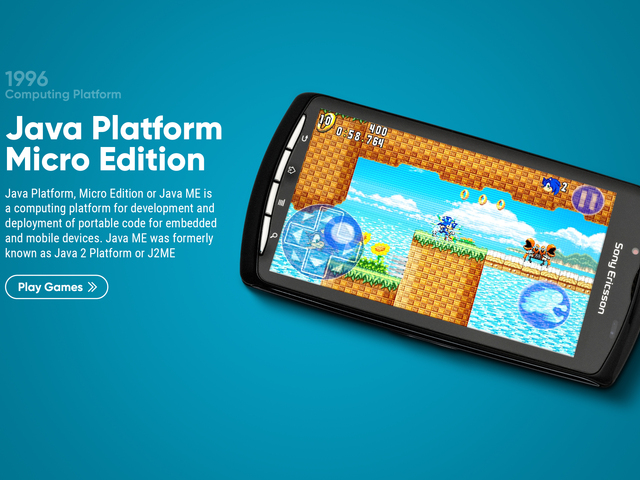 1996
Computing Platform
Java Platform
Micro Edition
Java Platform, Micro Edition or Java ME is
a computing platform for development and
deployment of portable code for embedded
and mobile devices. Java ME was formerly
known as Java 2 Platform or J2ME
Play Games
10
400
0:58.764
2
Sony Ericsson